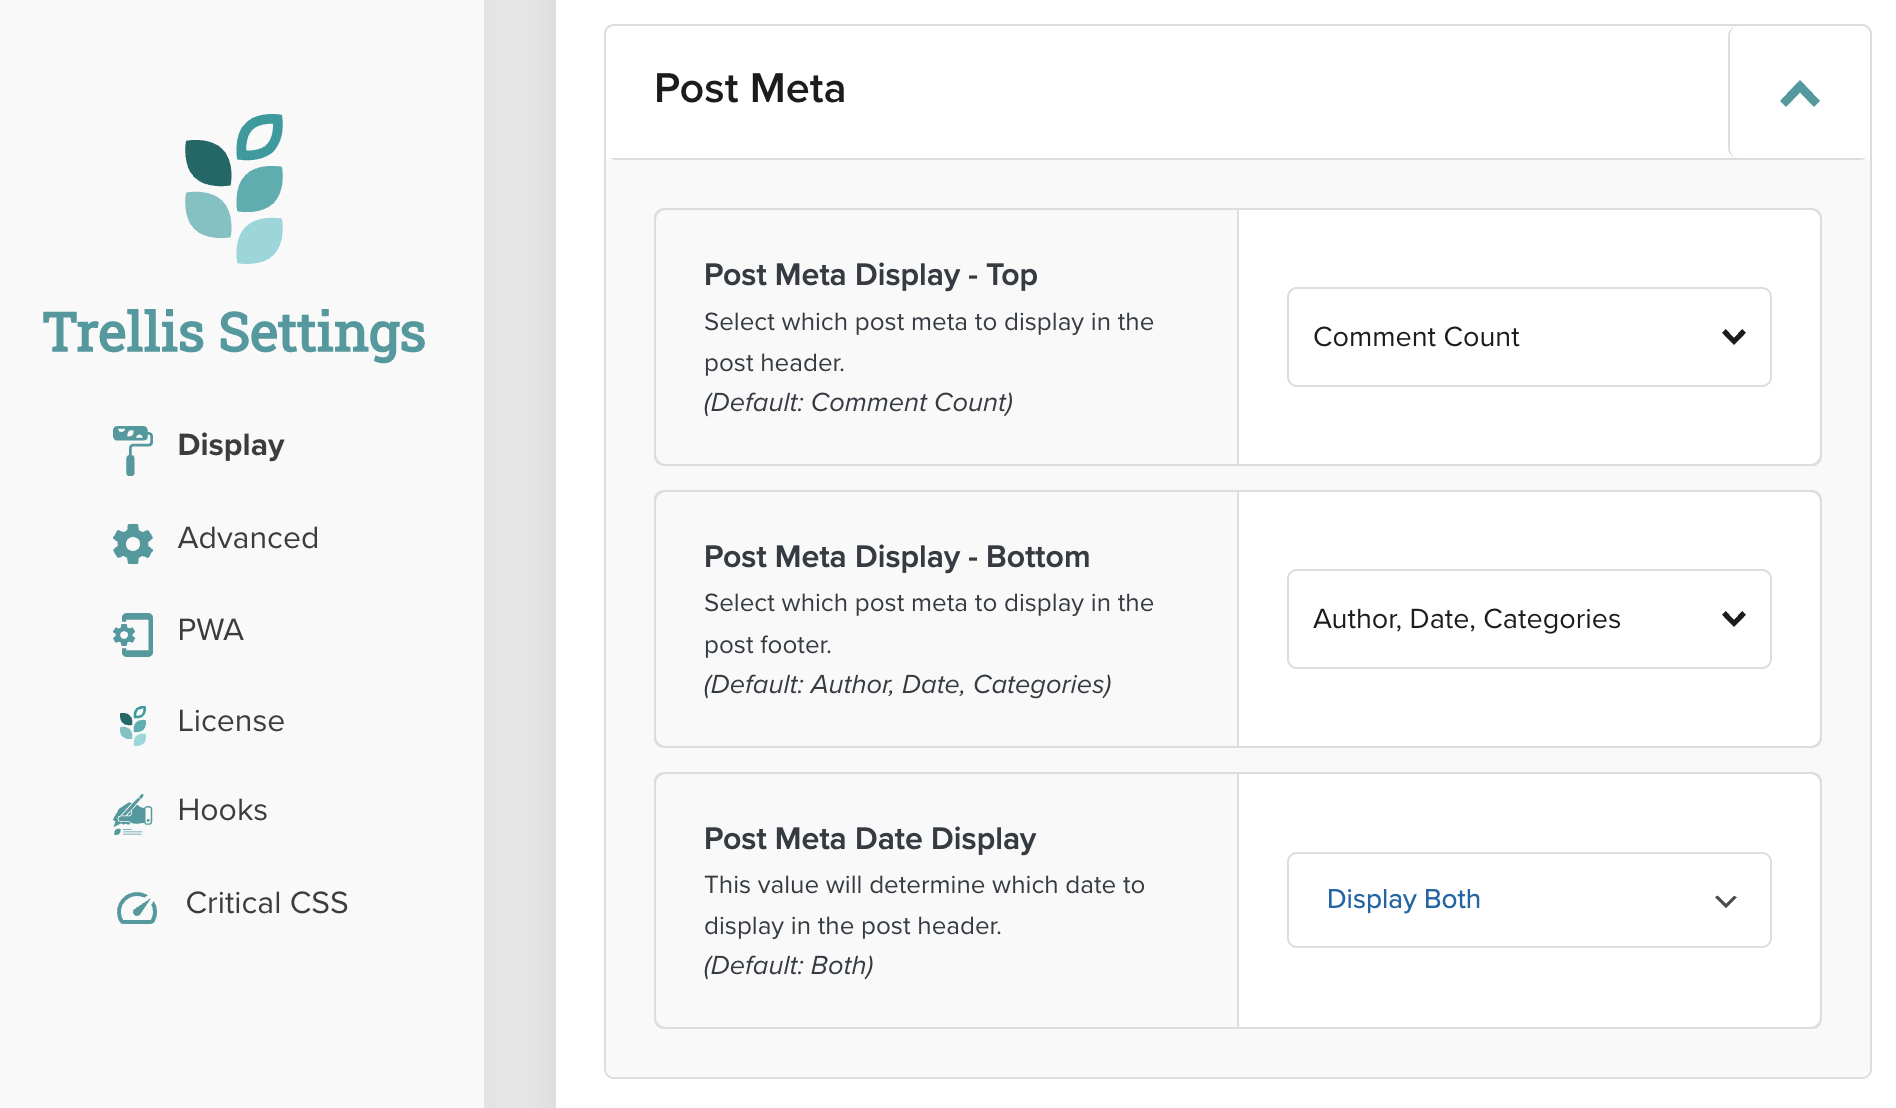 Trellis Settings
Display
Advanced
PWA
License
Hooks
Critical CSS
Post Meta
Post Meta Display - Top
Select which post meta to display in the
post header.
(Default: Comment Count)
Comment Count
Post Meta Display - Bottom
Select which post meta to display in the
post footer.
(Default: Author, Date, Categories)
Author, Date, Categories
Post Meta Date Display
This value will determine which date to
display in the post header.
(Default: Both)
Display Both